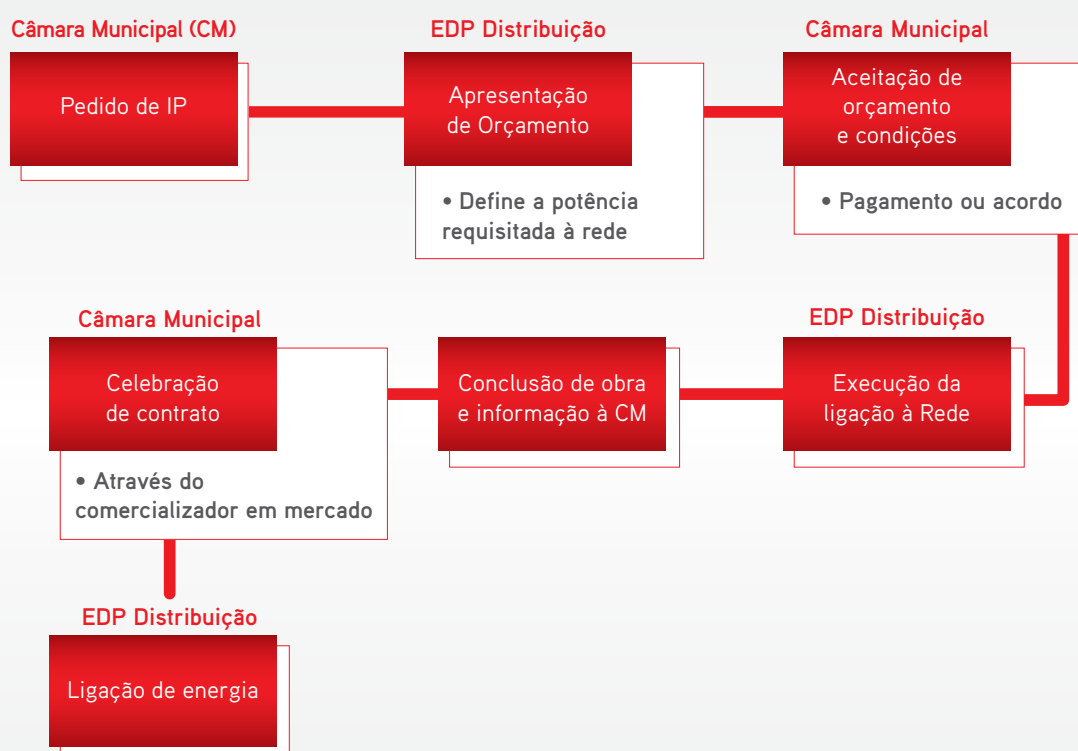 Câmara Municipal (CM)
Pedido de IP
EDP Distribuição
Apresentação
de Orçamento
• Define a potência
requisitada à rede
Câmara Municipal
Aceitação de
orçamento
e condições
• Pagamento ou acordo
EDP Distribuição
Execução da
ligação à Rede
Conclusão de obra
e informação à CM
Câmara Municipal
Celebração
de contrato
• Através do
comercializador em mercado
EDP Distribuição
Ligação de energia